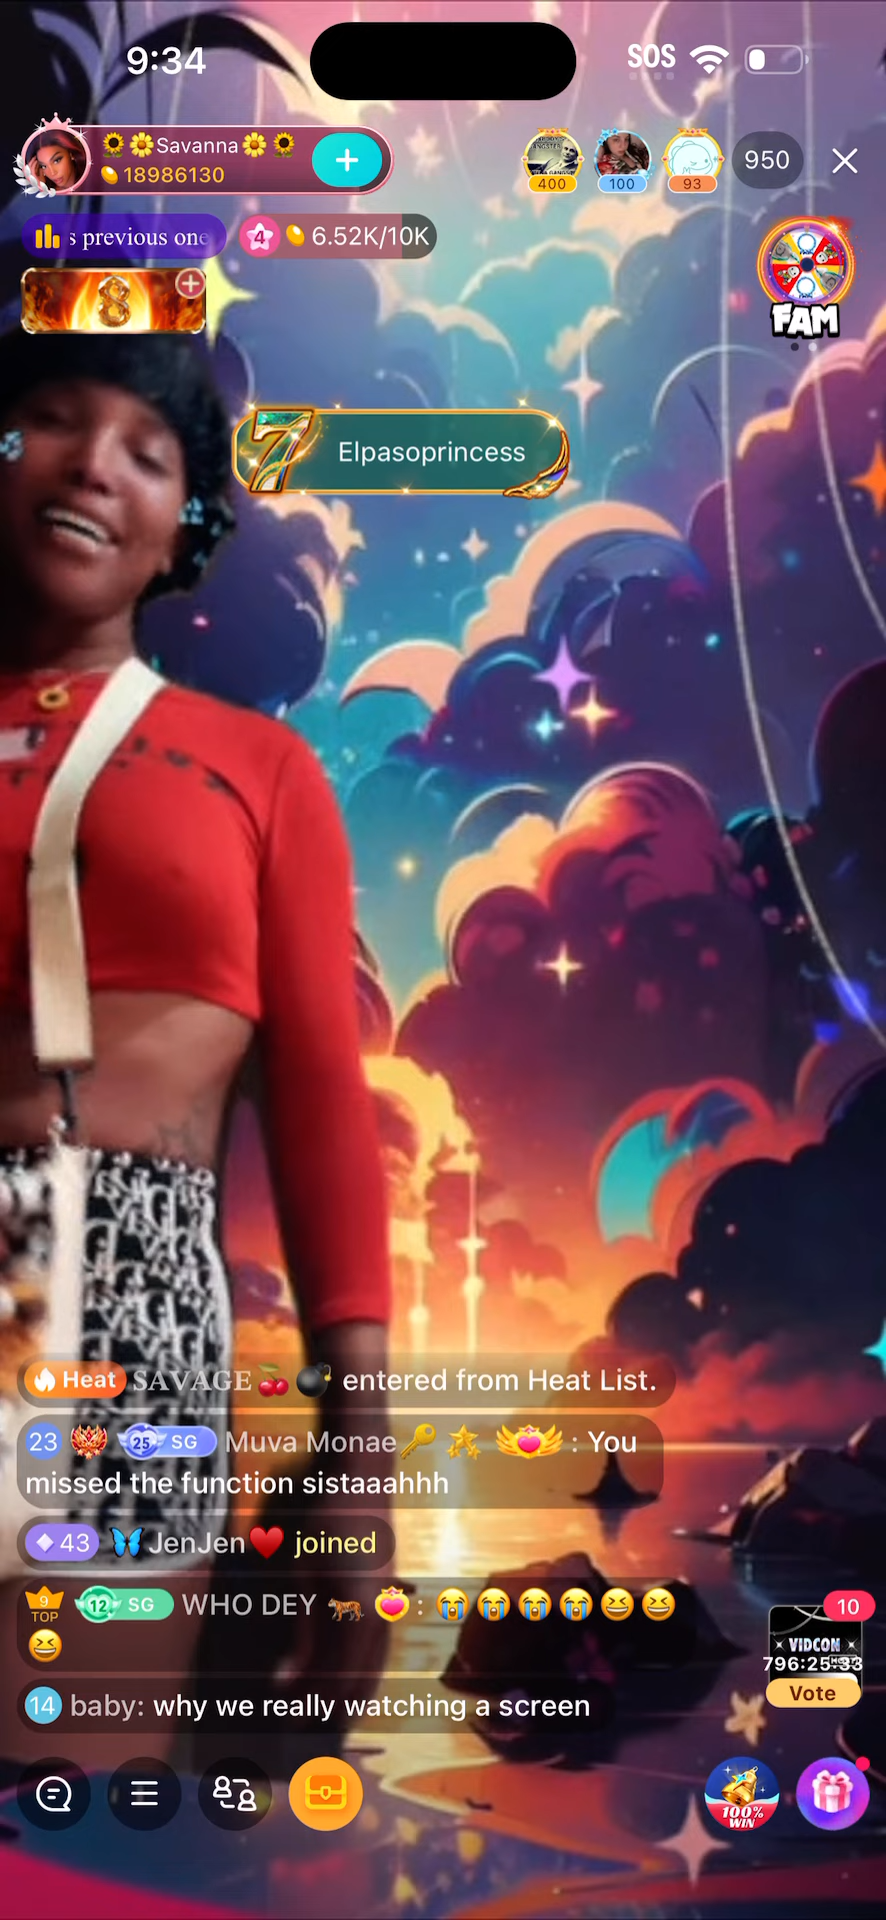 9:34
SOS
🌻🌼Savanna🌼🌻
18986130
400
100
93
950
s previous one
4
6.52K/10K
8
FAM
7 Elpasoprincess
Heat SAVAGE🍒💣 entered from Heat List.
23 25 SG Muva Monae🔑 : You
missed the function sistaaahhh
43 🦋JenJen❤️ joined
9 TOP 12 SG WHO DEY 🐅 : 😭😭😭😭😆😆
😆
14 baby: why we really watching a screen
10
VIDCON
796:25:33
Vote
100%
WIN